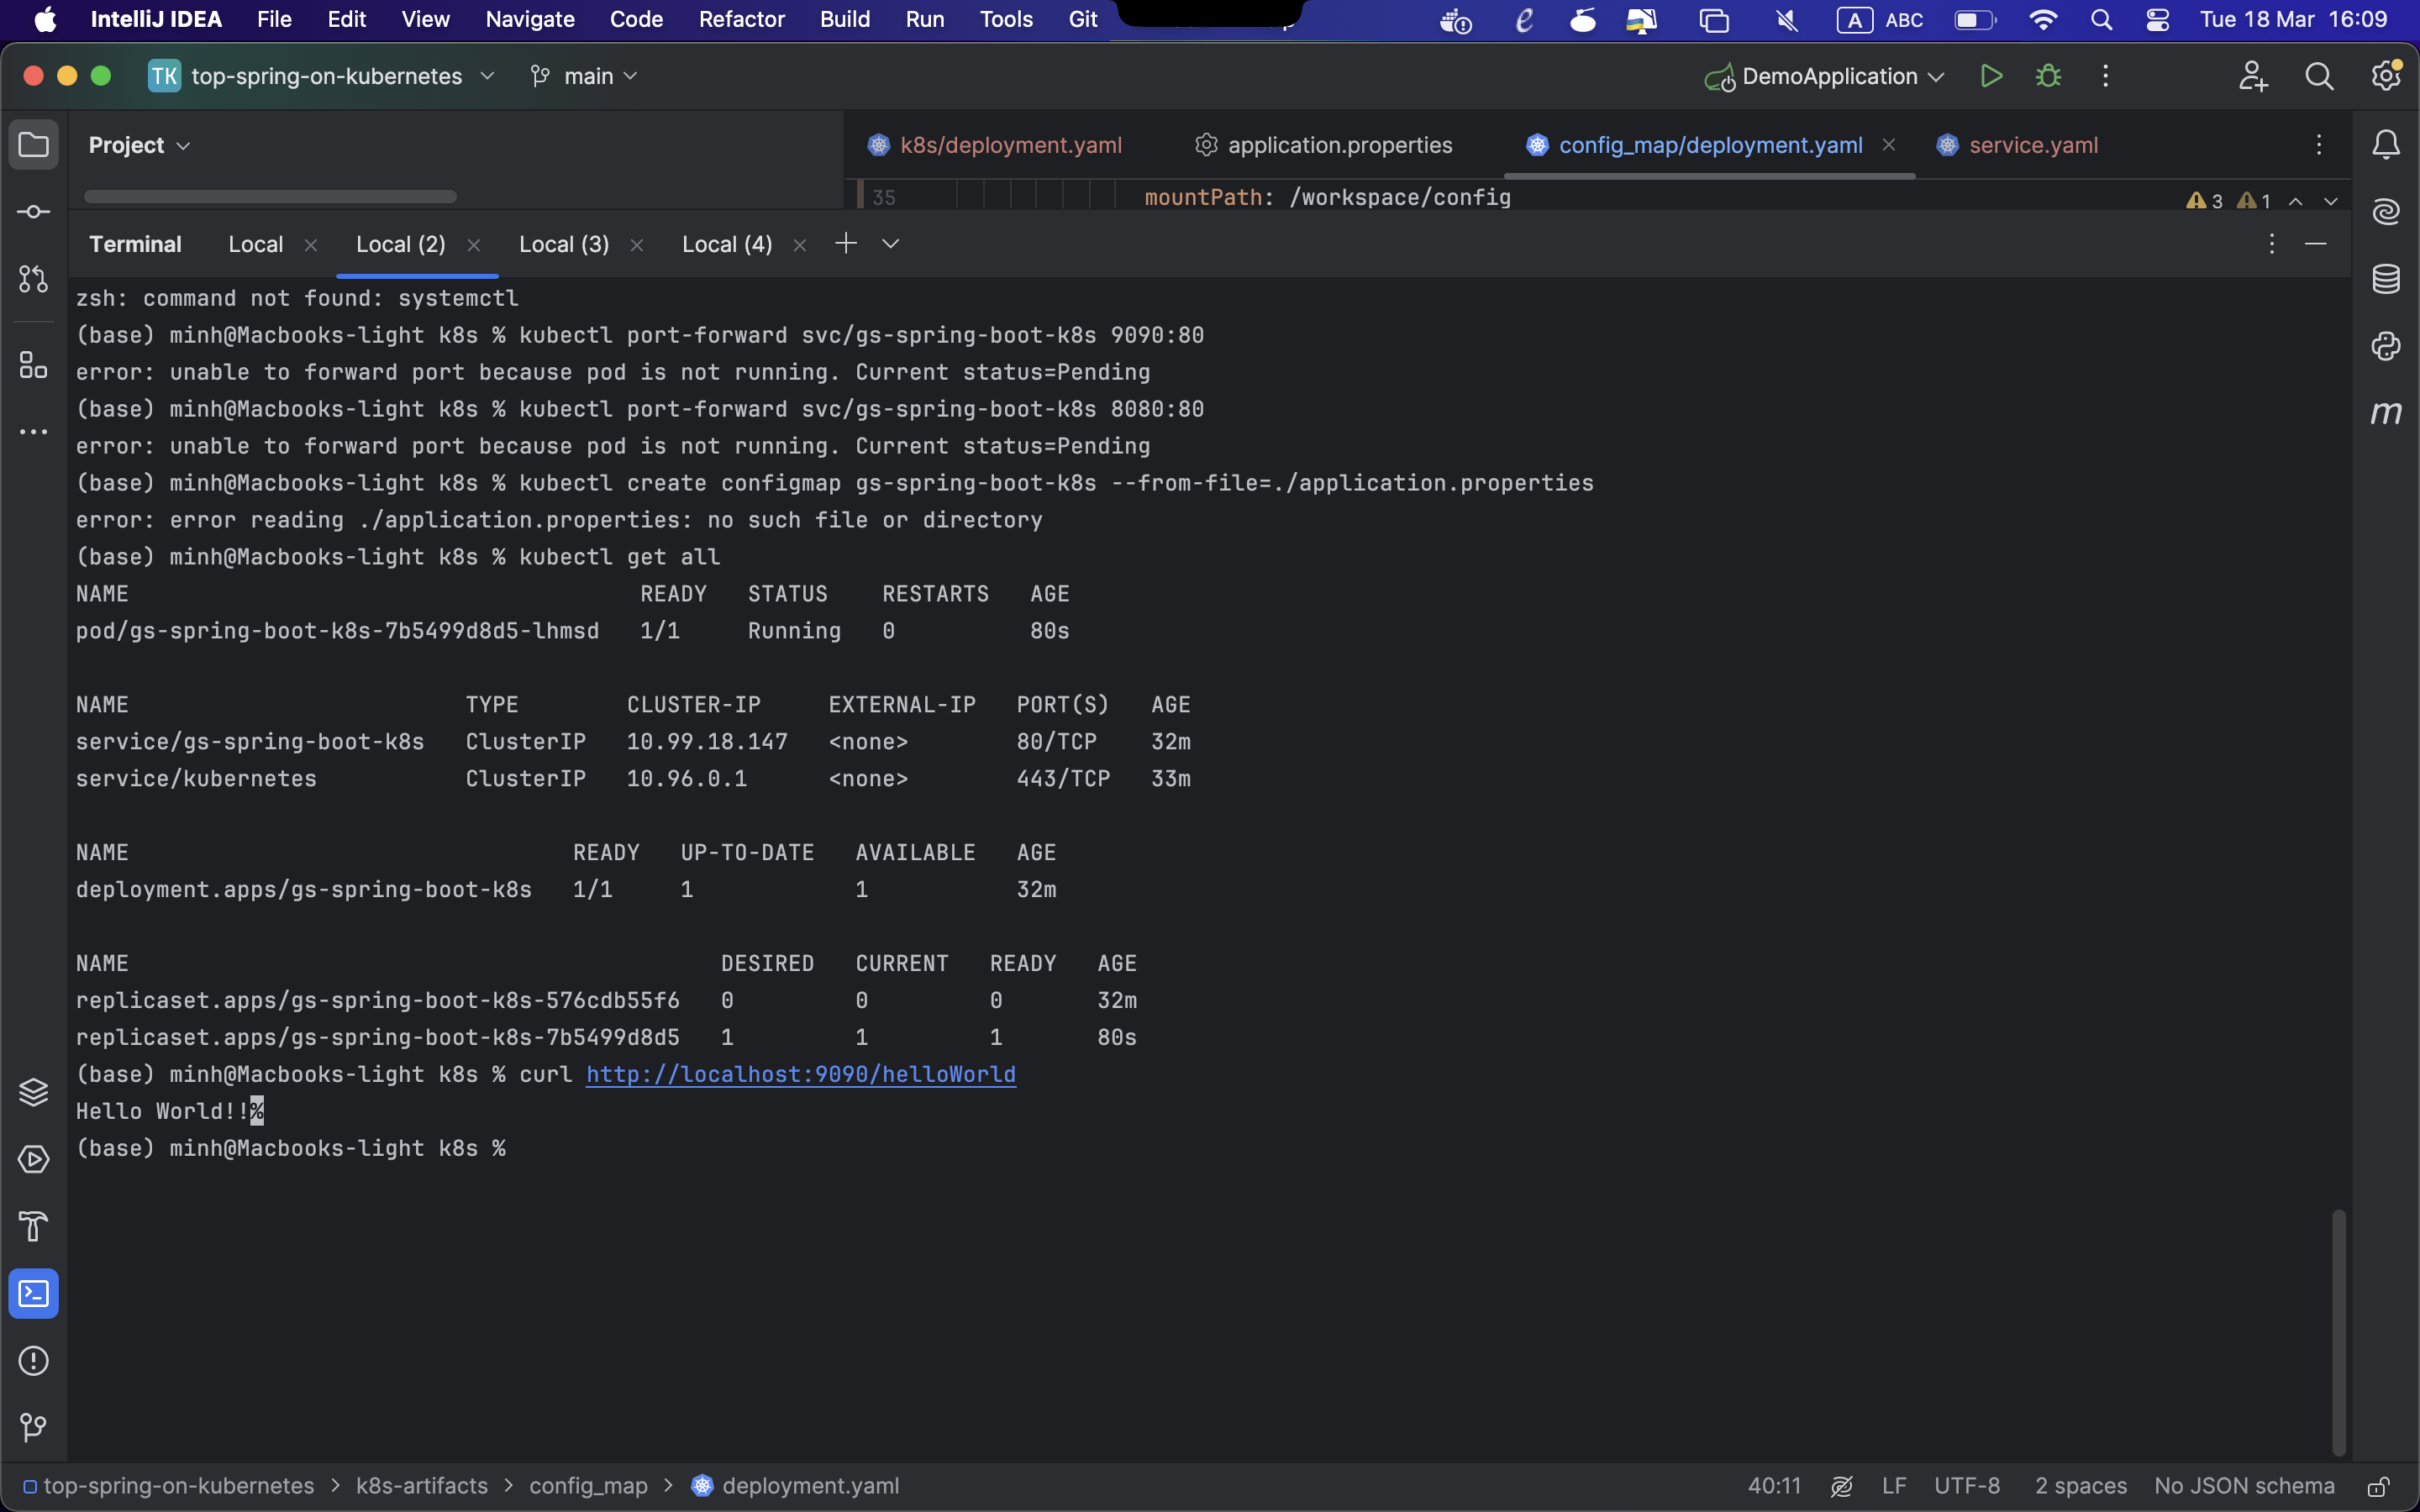 IntelliJ IDEA File Edit View Navigate Code Refactor Build Run Tools Git A ABC Tue 18 Mar 16:09
TK top-spring-on-kubernetes main DemoApplication
Project k8s/deployment.yaml application.properties config_map/deployment.yaml service.yaml
35 mountPath: /workspace/config 3 1
Terminal Local Local (2) Local (3) Local (4)
zsh: command not found: systemctl
(base) minh@Macbooks-light k8s % kubectl port-forward svc/gs-spring-boot-k8s 9090:80
error: unable to forward port because pod is not running. Current status=Pending
(base) minh@Macbooks-light k8s % kubectl port-forward svc/gs-spring-boot-k8s 8080:80
error: unable to forward port because pod is not running. Current status=Pending
(base) minh@Macbooks-light k8s % kubectl create configmap gs-spring-boot-k8s --from-file=./application.properties
error: error reading ./application.properties: no such file or directory
(base) minh@Macbooks-light k8s % kubectl get all
NAME READY STATUS RESTARTS AGE
pod/gs-spring-boot-k8s-7b5499d8d5-lhmsd 1/1 Running 0 80s
NAME TYPE CLUSTER-IP EXTERNAL-IP PORT(S) AGE
service/gs-spring-boot-k8s ClusterIP 10.99.18.147 <none> 80/TCP 32m
service/kubernetes ClusterIP 10.96.0.1 <none> 443/TCP 33m
NAME READY UP-TO-DATE AVAILABLE AGE
deployment.apps/gs-spring-boot-k8s 1/1 1 1 32m
NAME DESIRED CURRENT READY AGE
replicaset.apps/gs-spring-boot-k8s-576cdb55f6 0 0 0 32m
replicaset.apps/gs-spring-boot-k8s-7b5499d8d5 1 1 1 80s
(base) minh@Macbooks-light k8s % curl http://localhost:9090/helloWorld
Hello World!!%
(base) minh@Macbooks-light k8s %
top-spring-on-kubernetes > k8s-artifacts > config_map > deployment.yaml 40:11 LF UTF-8 2 spaces No JSON schema